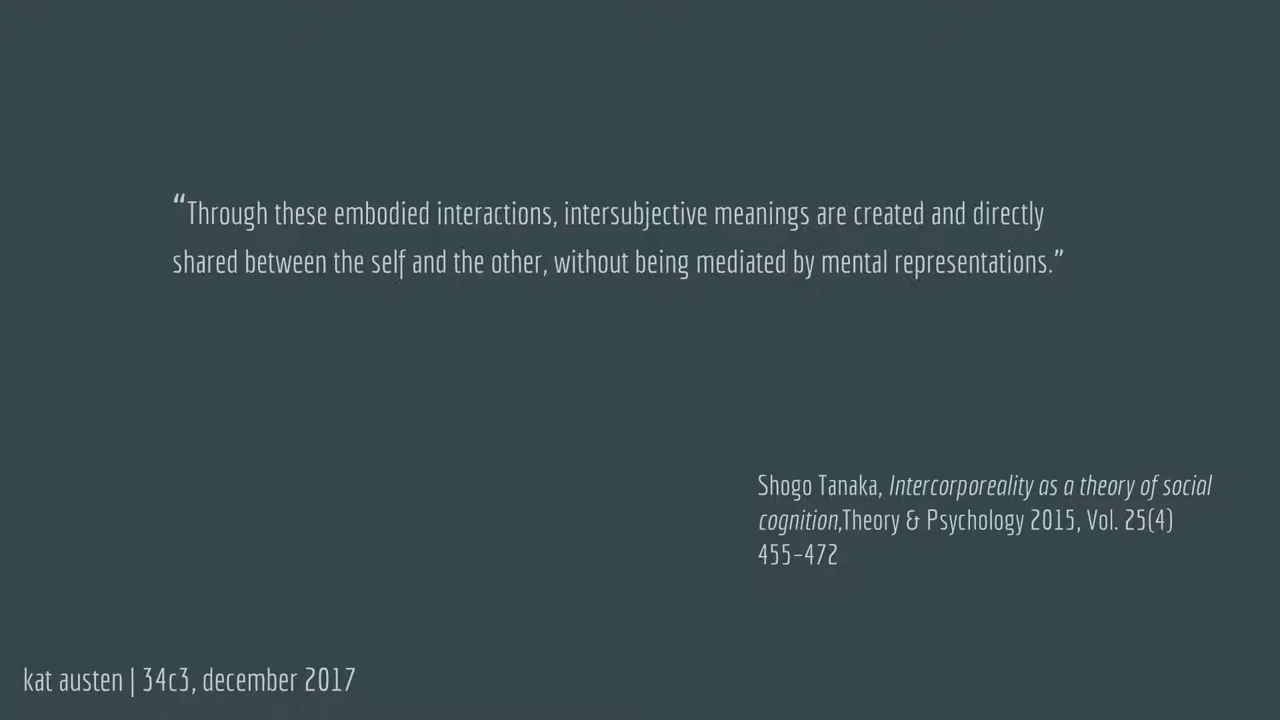 “Through these embodied interactions, intersubjective meanings are created and directly
shared between the self and the other, without being mediated by mental representations.”
Shogo Tanaka, Intercorporeality as a theory of social
cognition,Theory & Psychology 2015, Vol. 25(4)
455–472
kat austen | 34c3, december 2017